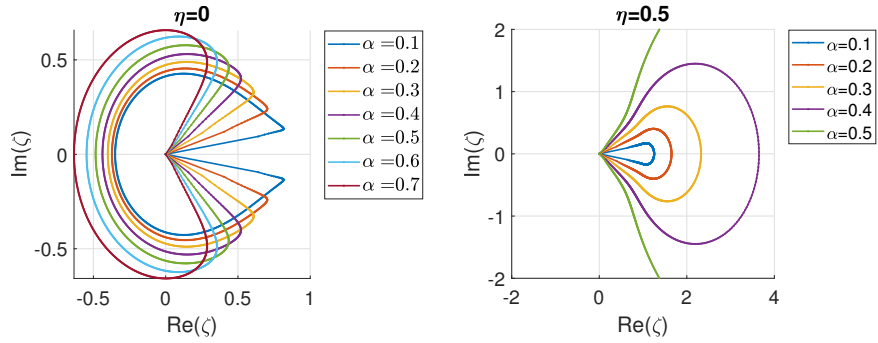 η=0
Im(ζ)
0.5
0
-0.5
-0.5
0
0.5
1
Re(ζ)
α =0.1
α =0.2
α =0.3
α =0.4
α =0.5
α =0.6
α =0.7
η=0.5
Im(ζ)
2
1
0
-1
-2
-2
0
2
4
Re(ζ)
α=0.1
α=0.2
α=0.3
α=0.4
α=0.5